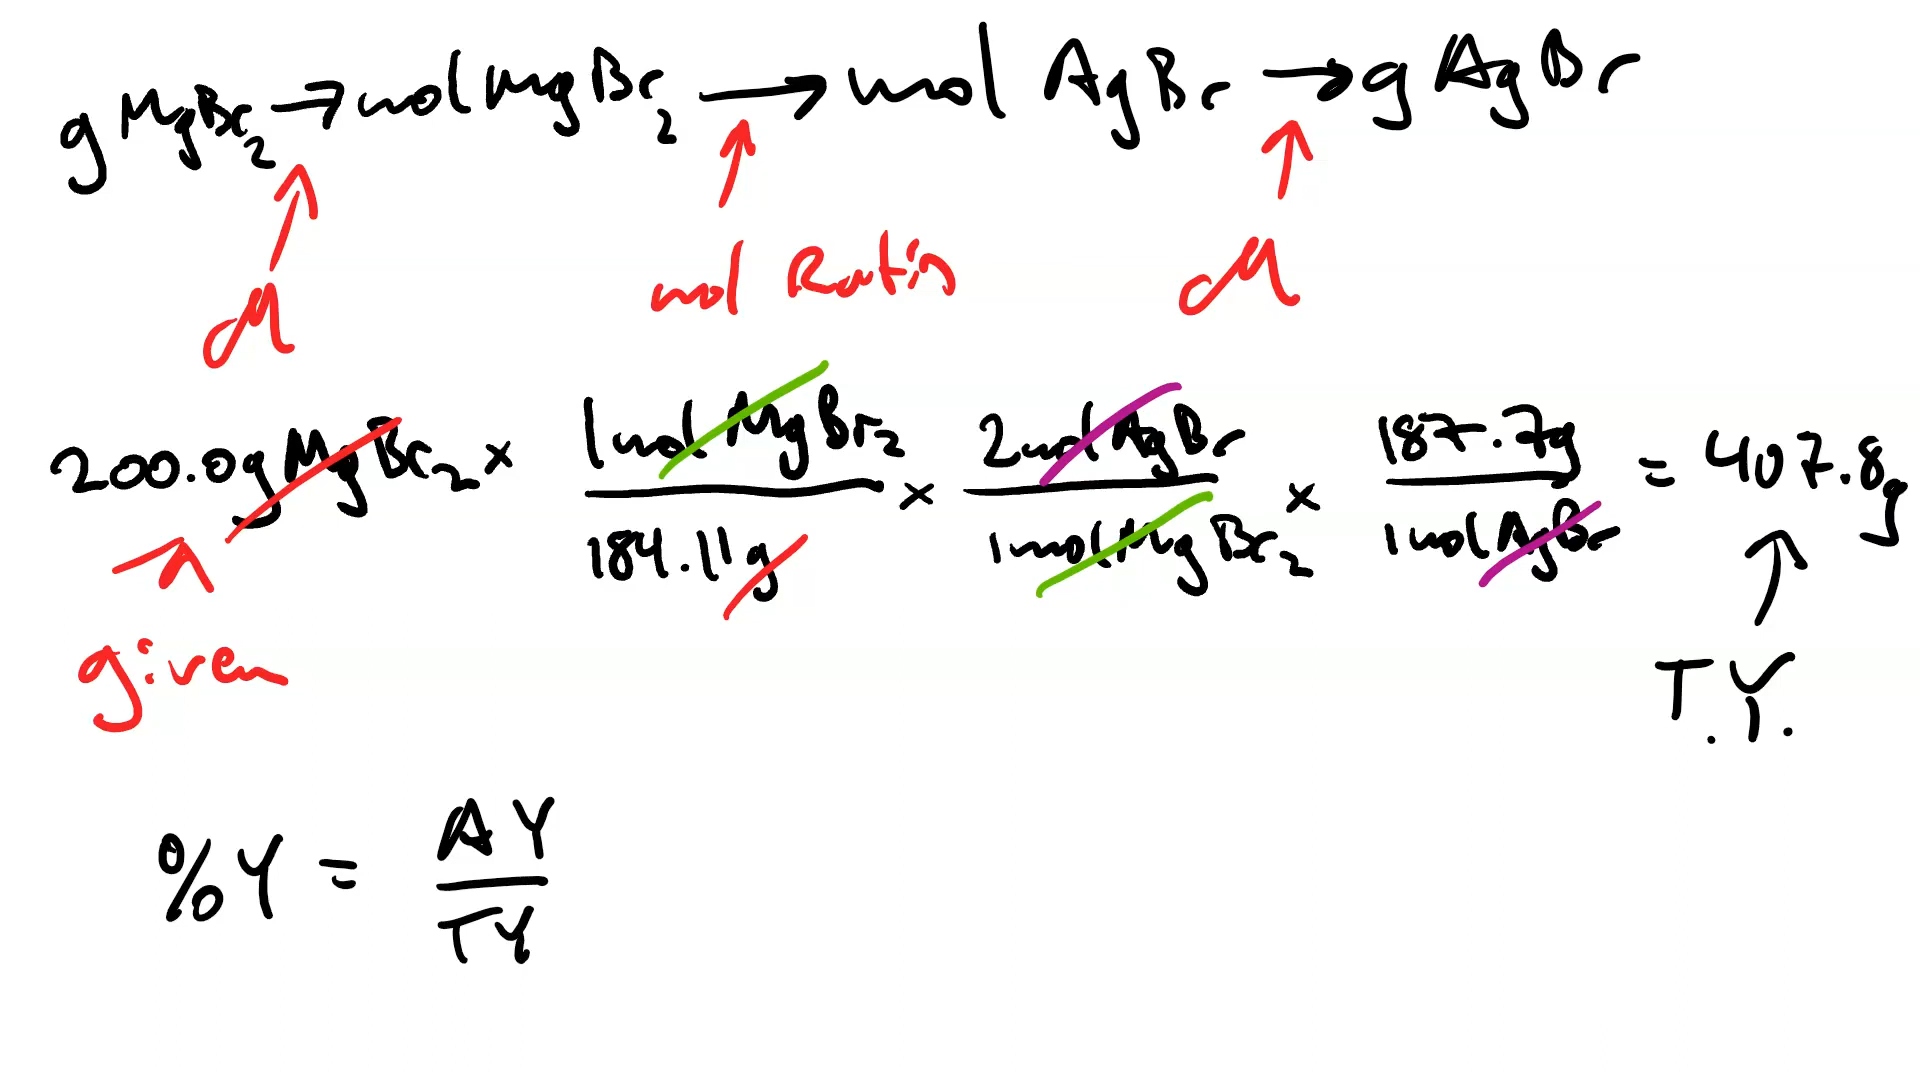 g MgBr₂ → mol MgBr₂ → mol AgBr → g AgBr
M mol Ratio M
200.0g MgBr₂ × 1 mol MgBr₂ / 184.11g × 2 mol AgBr / 1 mol MgBr₂ × 187.7g / 1 mol AgBr = 407.8g
given
T.Y.
%Y = AY / TY